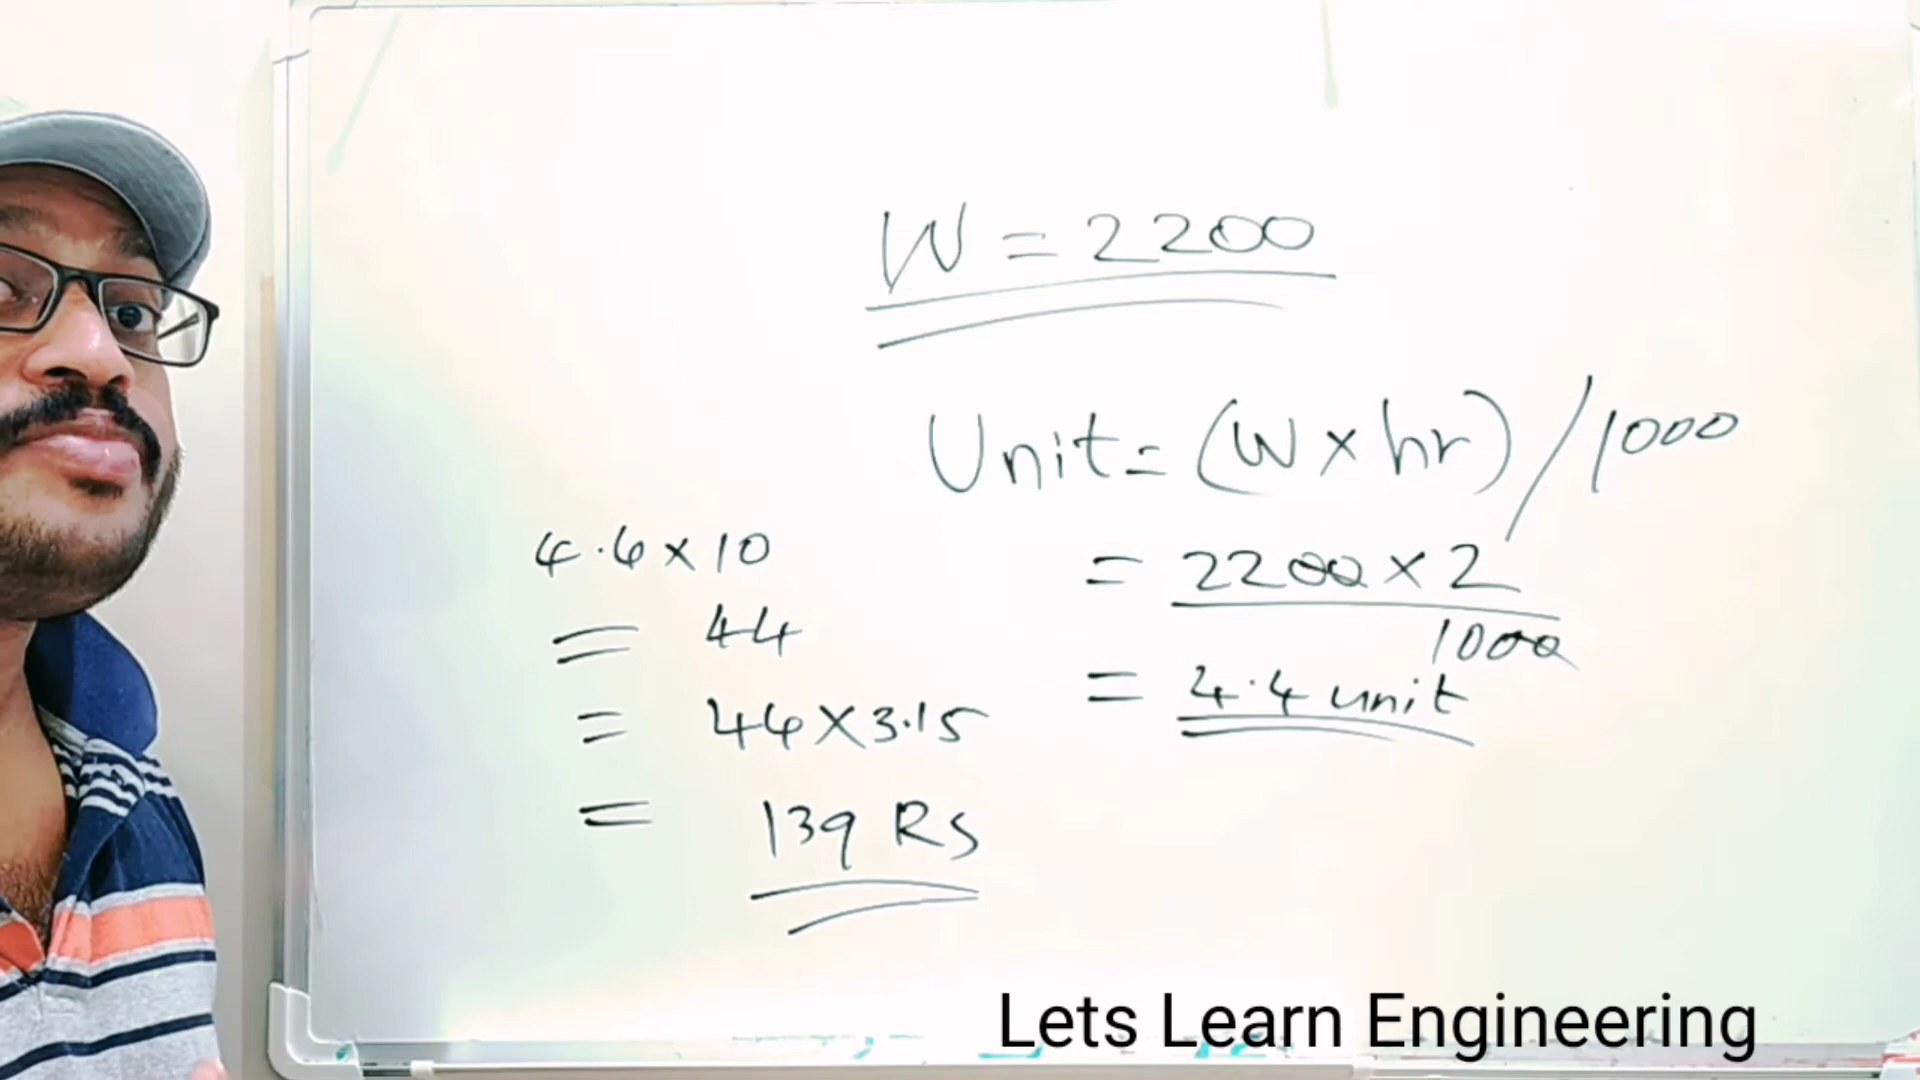 W = 2200
Unit = (W × hr) / 1000
= 2200 × 2
1000
= 4.4 unit
4.4 × 10
= 44
= 44 × 3.15
= 139 Rs
Lets Learn Engineering